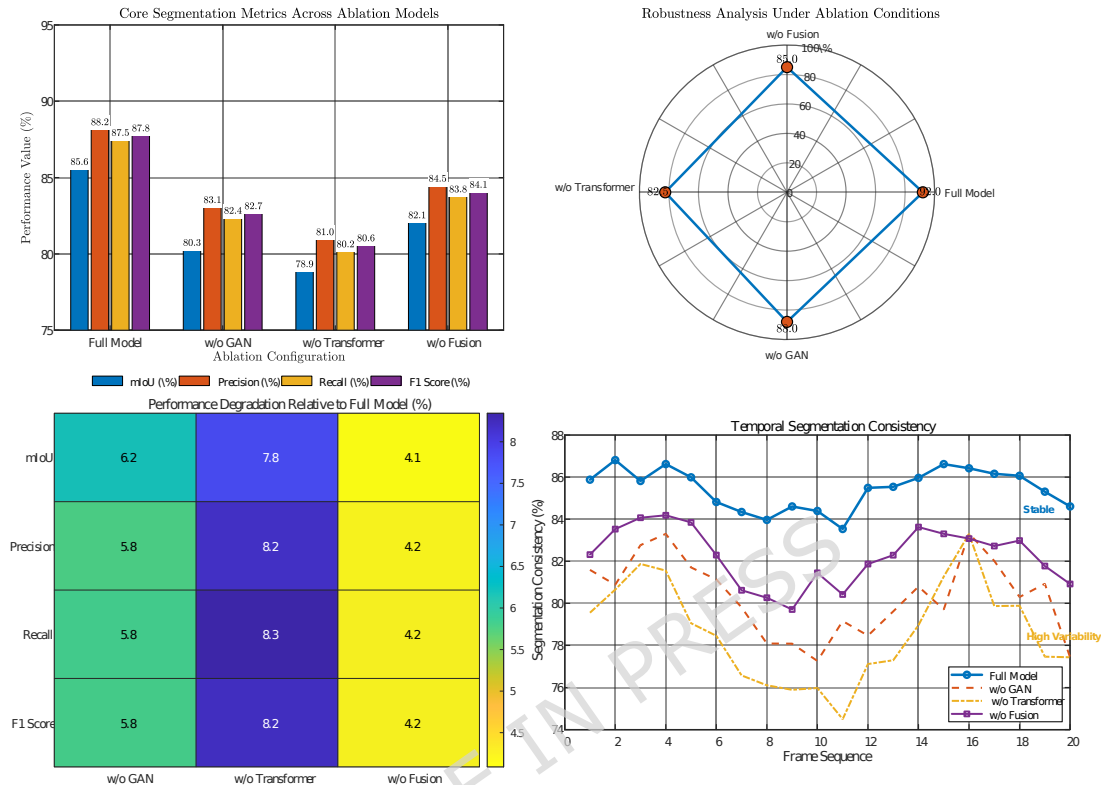 Core Segmentation Metrics Across Ablation Models
95
90
85
80
75
Performance Value (%)
85.6
88.2
87.5
87.8
80.3
83.1
82.4
82.7
78.9
81.0
80.2
80.6
82.1
84.5
83.8
84.1
Full Model
w/o GAN
w/o Transformer
w/o Fusion
Ablation Configuration
mIoU (\%)
Precision (\%)
Recall (\%)
F1 Score (\%)
Robustness Analysis Under Ablation Conditions
w/o Fusion
100\%
85.0
80
60
40
20
0
w/o Transformer
82.5
92.0
Full Model
w/o GAN
Performance Degradation Relative to Full Model (%)
mIoU
6.2
7.8
4.1
Precision
5.8
8.2
4.2
Recall
5.8
8.3
4.2
F1 Score
5.8
8.2
4.2
w/o GAN
w/o Transformer
w/o Fusion
8
7.5
7
6.5
6
5.5
5
4.5
Temporal Segmentation Consistency
88
86
84
82
80
78
76
74
Segmentation Consistency (%)
Stable
High Variability
Full Model
w/o GAN
w/o Transformer
w/o Fusion
0
2
4
6
8
10
12
14
16
18
20
Frame Sequence
E IN PRESS